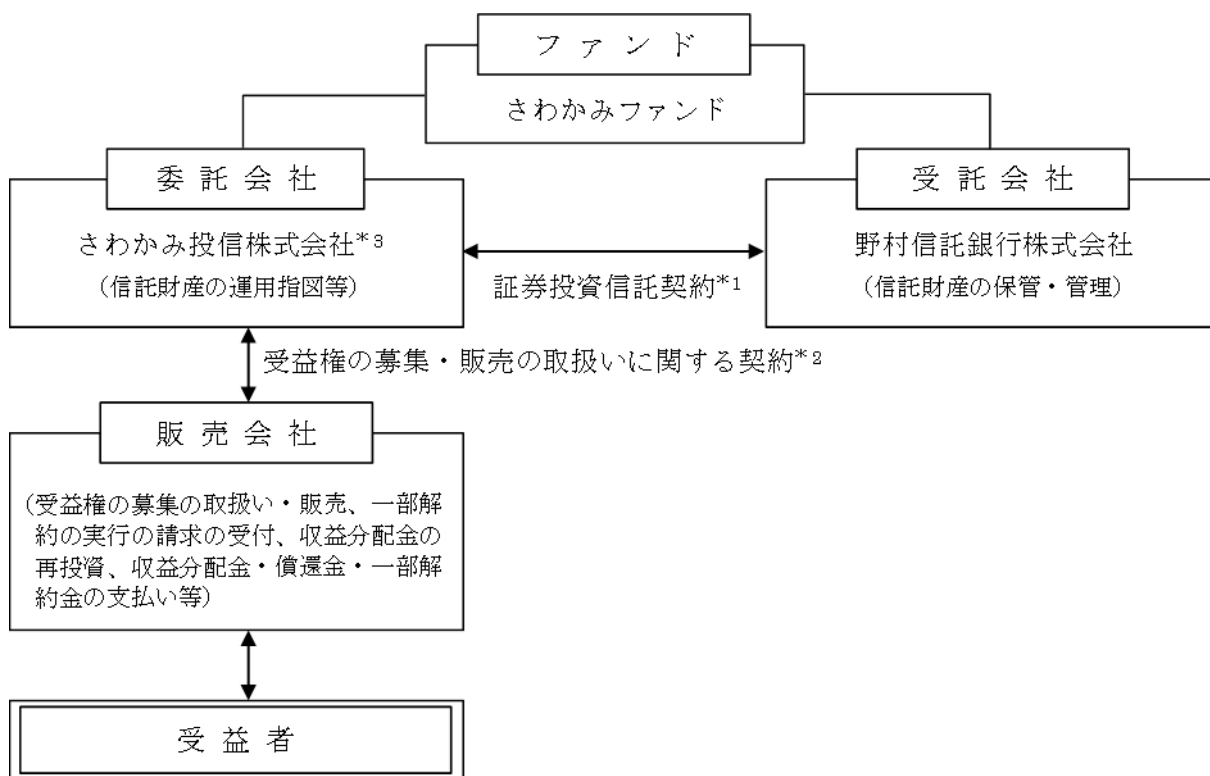 ファンド
さわかみファンド
委託会社
さわかみ投信株式会社*3
(信託財産の運用指図等)
受託会社
野村信託銀行株式会社
(信託財産の保管・管理)
証券投資信託契約*1
受益権の募集・販売の取扱いに関する契約*2
販売会社
(受益権の募集の取扱い・販売、一部解
約の実行の請求の受付、収益分配金の
再投資、収益分配金・償還金・一部解
約金の支払い等)
受益者